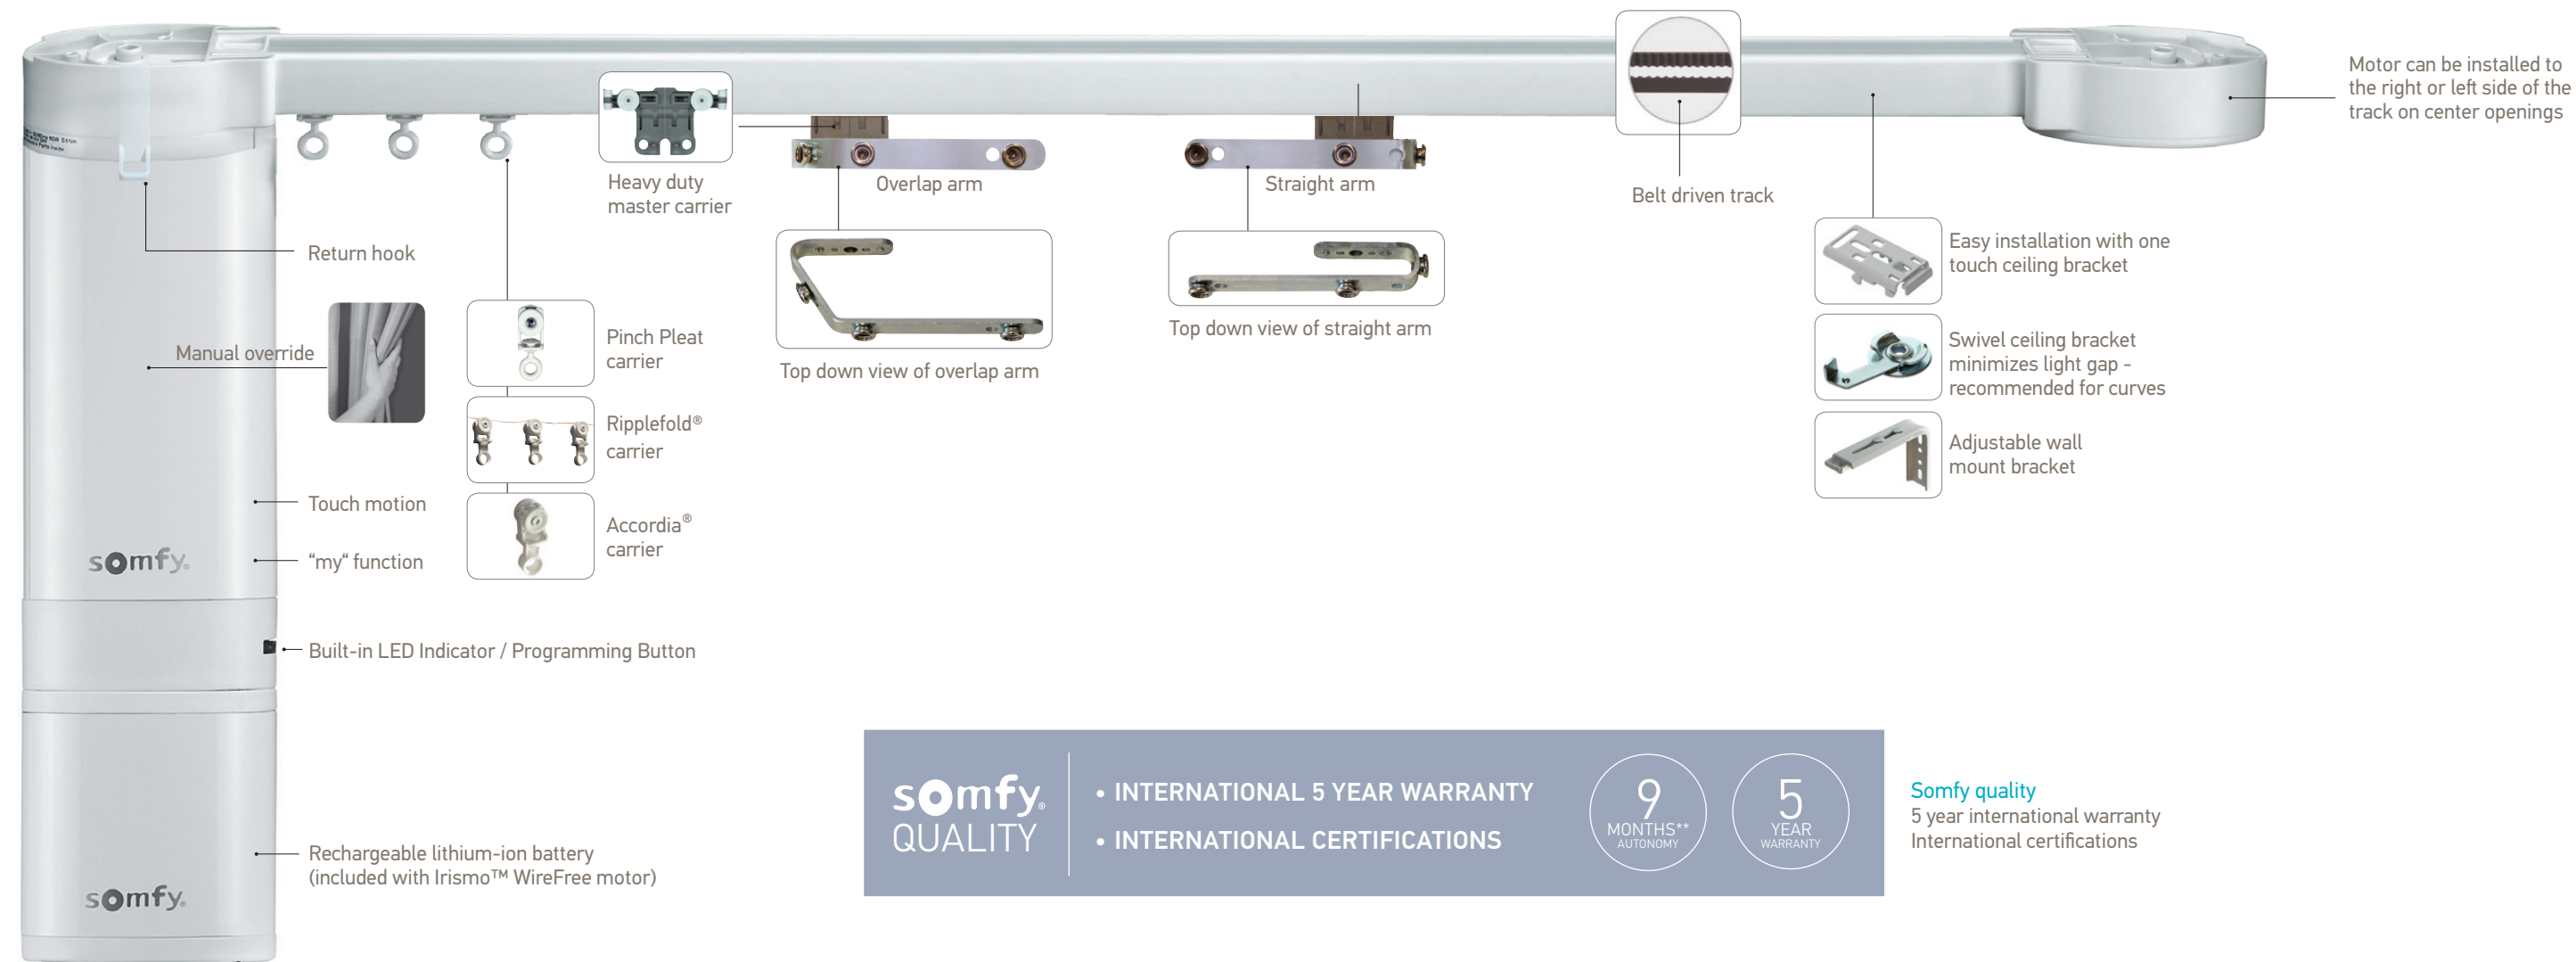 Motor can be installed to
the right or left side of the
track on center openings
Heavy duty
master carrier
Overlap arm
Straight arm
Belt driven track
Return hook
Easy installation with one
touch ceiling bracket
Manual override
Pinch Pleat
carrier
Top down view of overlap arm
Top down view of straight arm
Swivel ceiling bracket
minimizes light gap -
recommended for curves
Ripplefold®
carrier
Adjustable wall
mount bracket
Touch motion
Accordia®
carrier
somfy®
“my“ function
Built-in LED Indicator / Programming Button
somfy®
QUALITY
• INTERNATIONAL 5 YEAR WARRANTY
• INTERNATIONAL CERTIFICATIONS
9
MONTHS**
AUTONOMY
5
YEAR
WARRANTY
Somfy quality
5 year international warranty
International certifications
Rechargeable lithium-ion battery
(included with Irismo™ WireFree motor)
somfy®